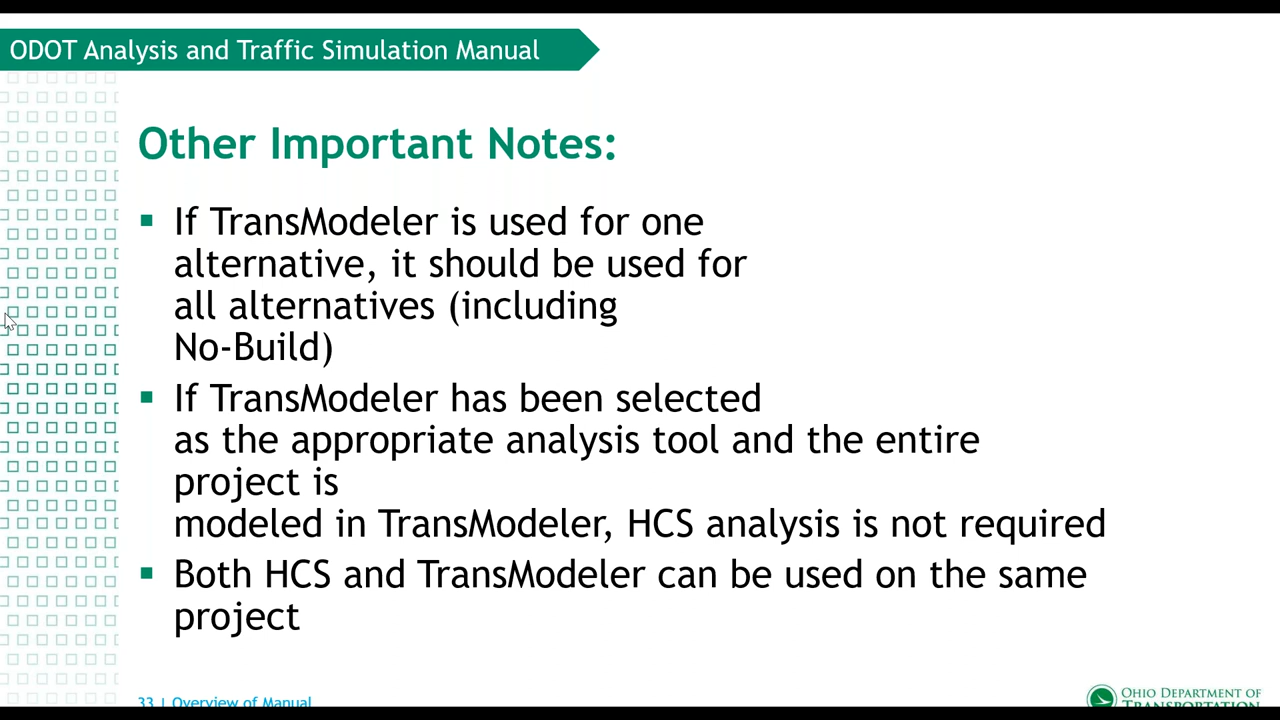 ODOT Analysis and Traffic Simulation Manual
Other Important Notes:
If TransModeler is used for one
alternative, it should be used for
all alternatives (including
No-Build)
If TransModeler has been selected
as the appropriate analysis tool and the entire
project is
modeled in TransModeler, HCS analysis is not required
Both HCS and TransModeler can be used on the same
project
33 | Overview of Manual
OHIO DEPARTMENT OF
TRANSPORTATION